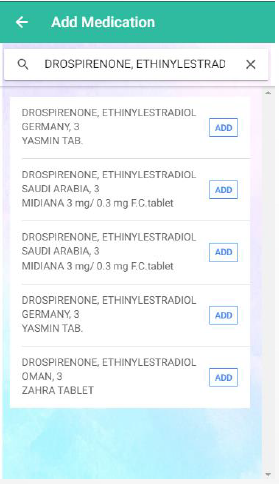 Add Medication
DROSPIRENONE, ETHINYLESTRAD
DROSPIRENONE, ETHINYLESTRADIOL
GERMANY, 3
YASMIN TAB.
ADD
DROSPIRENONE, ETHINYLESTRADIOL
SAUDI ARABIA, 3
MIDIANA 3 mg/ 0.3 mg F.C.tablet
ADD
DROSPIRENONE, ETHINYLESTRADIOL
SAUDI ARABIA, 3
MIDIANA 3 mg/ 0.3 mg F.C.tablet
ADD
DROSPIRENONE, ETHINYLESTRADIOL
GERMANY, 3
YASMIN TAB.
ADD
DROSPIRENONE, ETHINYLESTRADIOL
OMAN, 3
ZAHRA TABLET
ADD